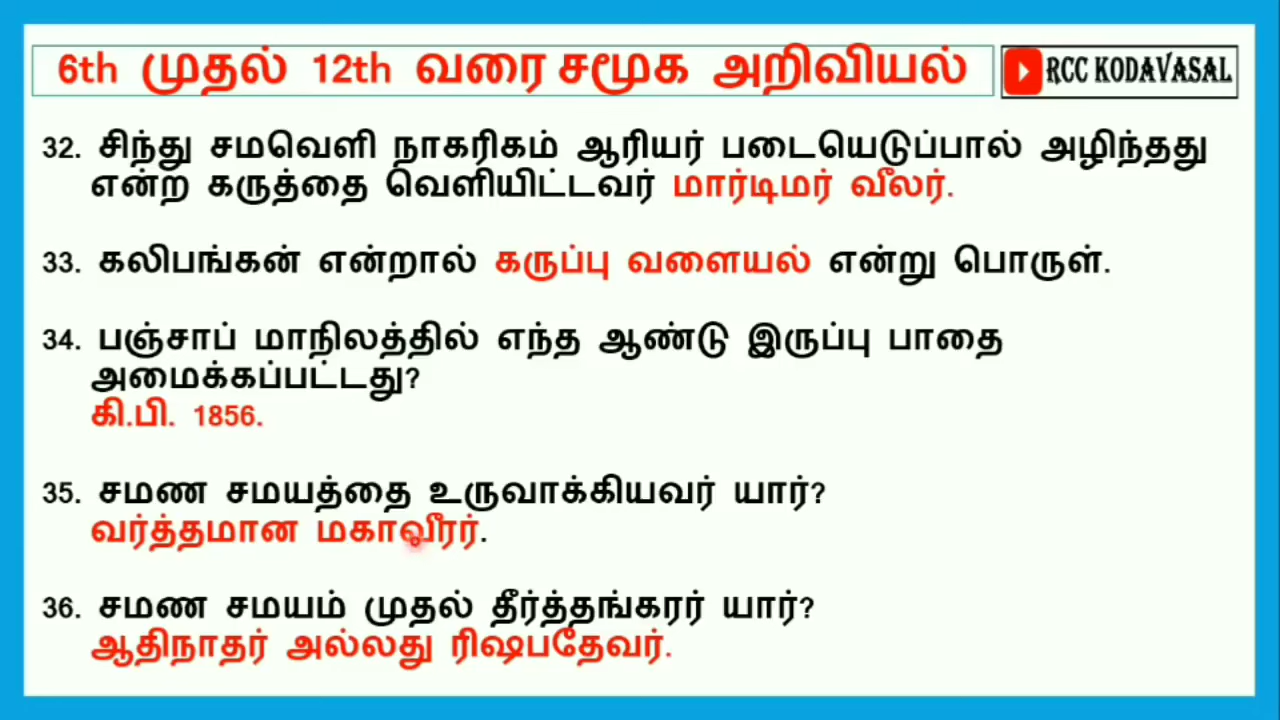 6th முதல் 12th வரை சமூக அறிவியல்
RCC KODAVASAL
32. சிந்து சமவெளி நாகரிகம் ஆரியர் படையெடுப்பால் அழிந்தது
என்ற கருத்தை வெளியிட்டவர் மார்டிமர் வீலர்.
33. கலிபங்கன் என்றால் கருப்பு வளையல் என்று பொருள்.
34. பஞ்சாப் மாநிலத்தில் எந்த ஆண்டு இருப்பு பாதை
அமைக்கப்பட்டது?
கி.பி. 1856.
35. சமண சமயத்தை உருவாக்கியவர் யார்?
வர்த்தமான மகாவீரர்.
36. சமண சமயம் முதல் தீர்த்தங்கரர் யார்?
ஆதிநாதர் அல்லது ரிஷபதேவர்.